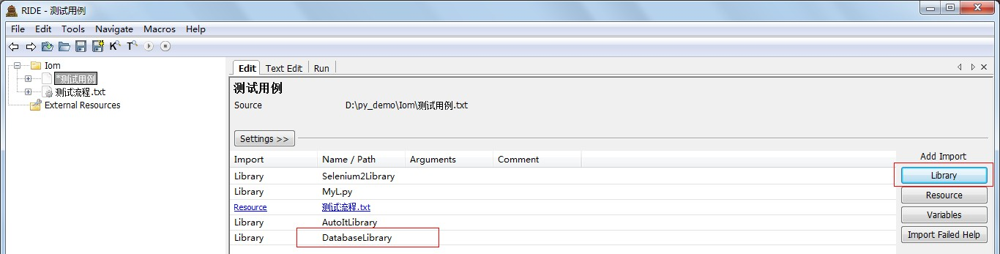 RIDE - 测试用例
File Edit Tools Navigate Macros Help
K T
Iom
*测试用例
测试流程.txt
External Resources
Edit Text Edit Run
测试用例
Source D:\py_demo\Iom\测试用例.txt
Settings >>
Import Name / Path Arguments Comment
Library Selenium2Library
Library MyL.py
Resource 测试流程.txt
Library AutoItLibrary
Library DatabaseLibrary
Add Import
Library
Resource
Variables
Import Failed Help